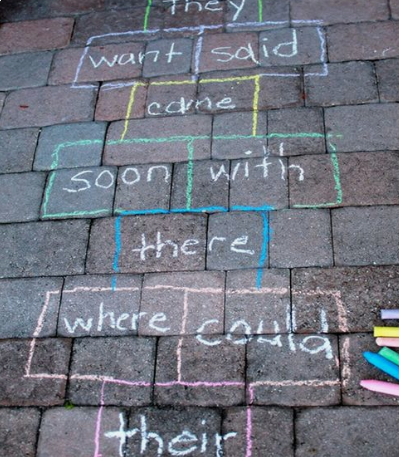 they
want said
came
soon with
there
where could
their